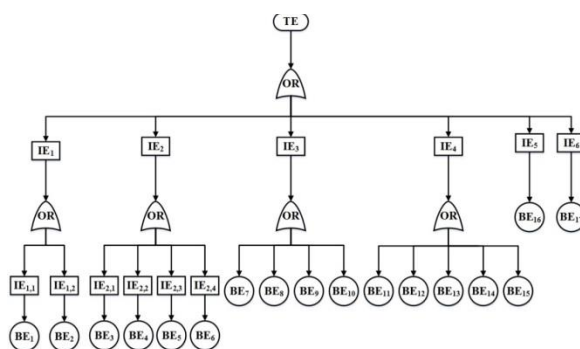 TE
OR
IE1 IE2 IE3 IE4 IE5 IE6
OR OR OR OR BE16 BE17
IE1,1 IE1,2 IE2,1 IE2,2 IE2,3 IE2,4 BE7 BE8 BE9 BE10 BE11 BE12 BE13 BE14 BE15
BE1 BE2 BE3 BE4 BE5 BE6